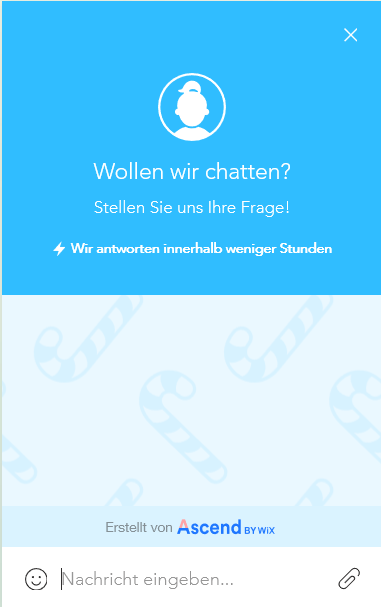 Wollen wir chatten?
Stellen Sie uns Ihre Frage!
Wir antworten innerhalb weniger Stunden
Erstellt von Ascend BY WiX
Nachricht eingeben...